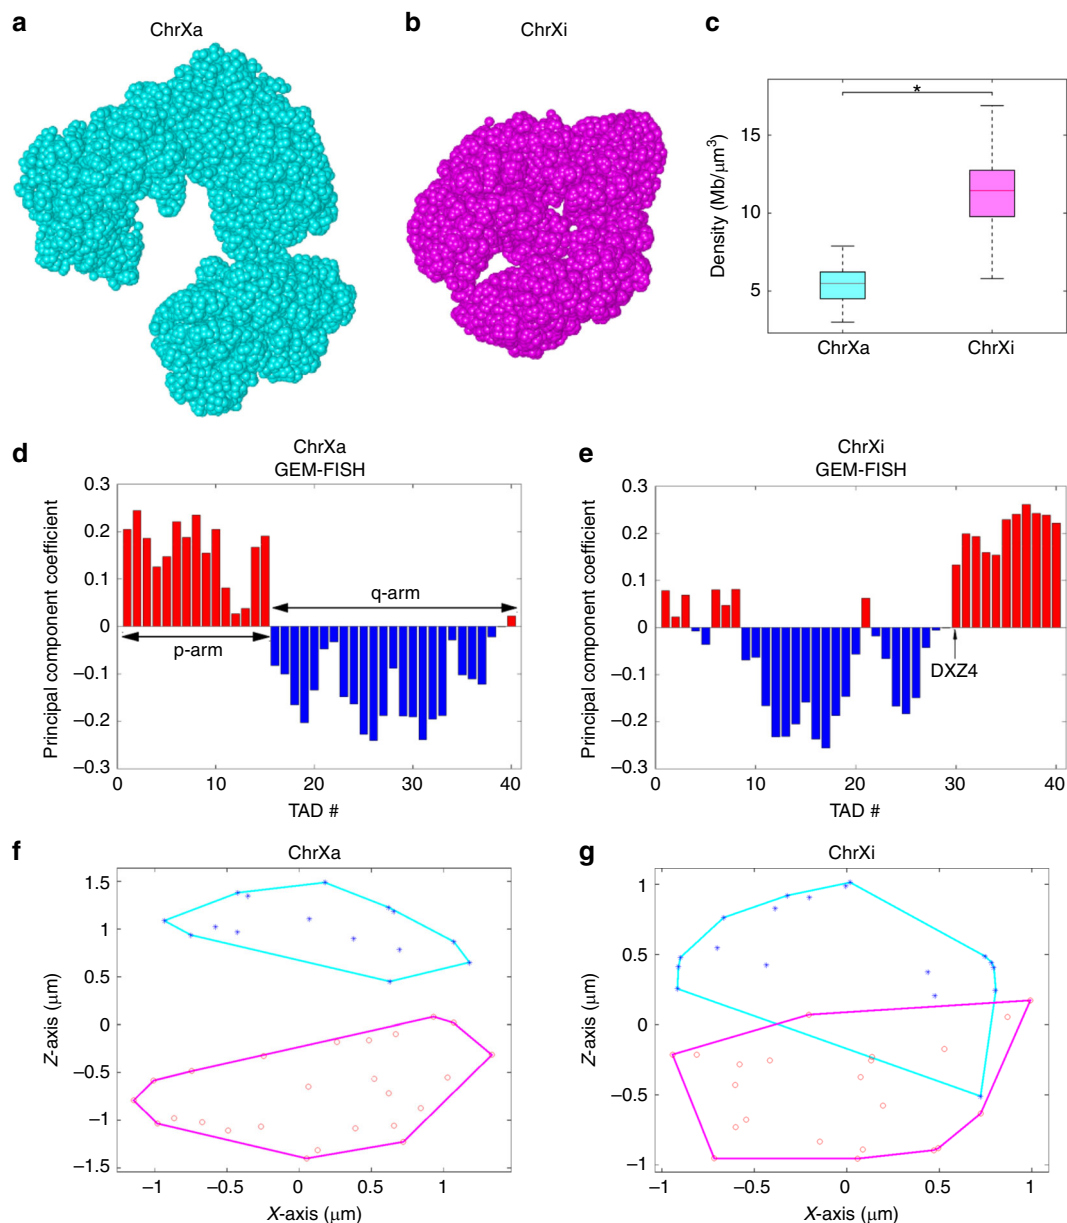 a
ChrXa
b
ChrXi
c
Density (Mb/μm³)
15
10
5
*
ChrXa
ChrXi
d
ChrXa
GEM-FISH
Principal component coefficient
0.3
0.2
0.1
0
−0.1
−0.2
−0.3
q-arm
p-arm
0
10
20
30
40
TAD #
e
ChrXi
GEM-FISH
Principal component coefficient
0.3
0.2
0.1
0
−0.1
−0.2
−0.3
DXZ4
0
10
20
30
40
TAD #
f
ChrXa
Z-axis (μm)
1.5
1
0.5
0
−0.5
−1
−1.5
−1
−0.5
0
0.5
1
X-axis (μm)
g
ChrXi
Z-axis (μm)
1
0.5
0
−0.5
−1
−1
−0.5
0
0.5
1
X-axis (μm)